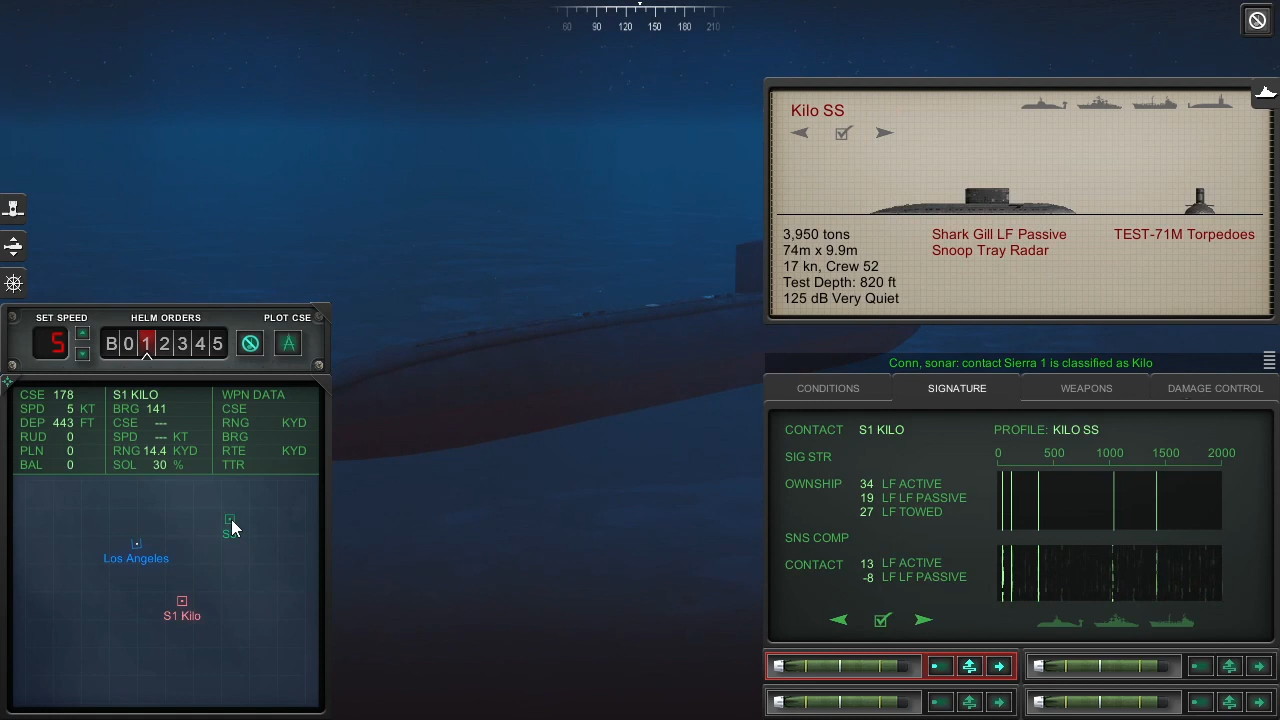 60 90 120 150 180 210
Kilo SS
3,950 tons
74m x 9.9m
17 kn, Crew 52
Test Depth: 820 ft
125 dB Very Quiet
Shark Gill LF Passive
Snoop Tray Radar
TEST-71M Torpedoes
SET SPEED HELM ORDERS PLOT CSE
5 B 0 1 2 3 4 5
CSE 178
SPD 5 KT
DEP 443 FT
RUD 0
PLN 0
BAL 0
S1 KILO
BRG 141
CSE ---
SPD --- KT
RNG 14.4 KYD
SOL 30 %
WPN DATA
CSE
RNG KYD
BRG
RTE KYD
TTR
Los Angeles
S1 Kilo
Conn, sonar: contact Sierra 1 is classified as Kilo
CONDITIONS SIGNATURE WEAPONS DAMAGE CONTROL
CONTACT S1 KILO PROFILE: KILO SS
SIG STR
0 500 1000 1500 2000
OWNSHIP 34 LF ACTIVE
19 LF LF PASSIVE
27 LF TOWED
SNS COMP
CONTACT 13 LF ACTIVE
-8 LF LF PASSIVE